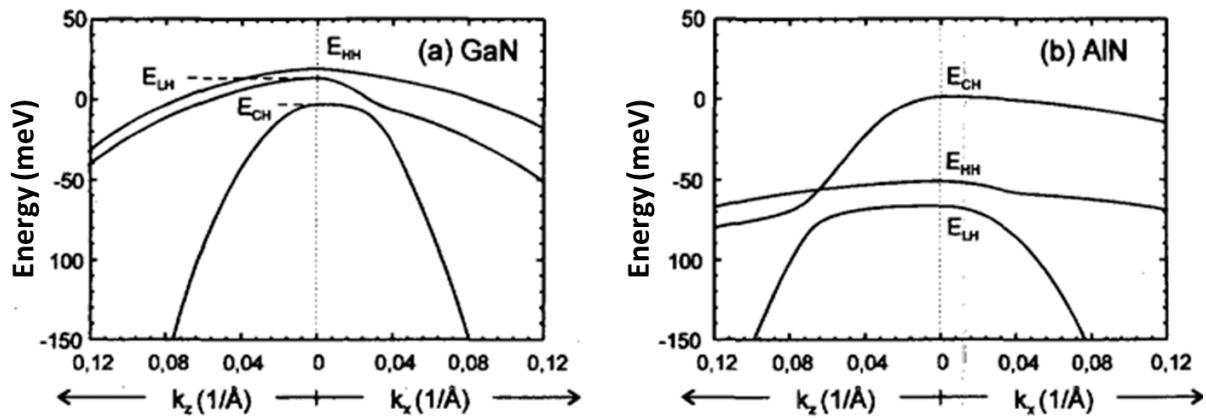 (a) GaN
Energy (meV)
50
0
-50
100
-150
E_HH
E_LH
E_CH
0,12 0,08 0,04 0 0,04 0,08 0,12
k_z (1/Å) k_x (1/Å)
(b) AlN
Energy (meV)
50
0
-50
100
-150
E_CH
E_HH
E_LH
0,12 0,08 0,04 0 0,04 0,08 0,12
k_z (1/Å) k_x (1/Å)